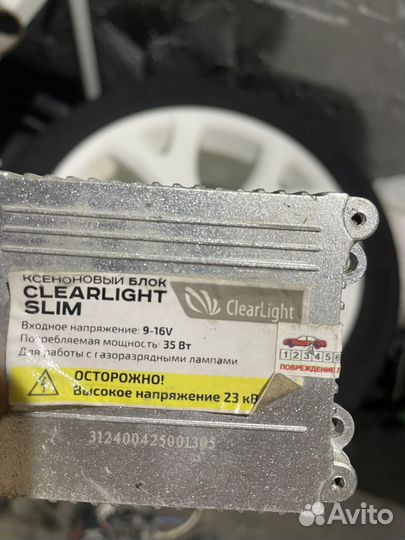 КСЕНОНОВЫЙ БЛОК
CLEARLIGHT
SLIM
ClearLight
Входное напряжение: 9-16V
Потребляемая мощность: 35 Вт
Для работы с газоразрядными лампами
ОСТОРОЖНО!
Высокое напряжение 23 кВ
1 2 3 4 5 6
ПОВРЕЖДЕНИЕ
312400425001305
Avito